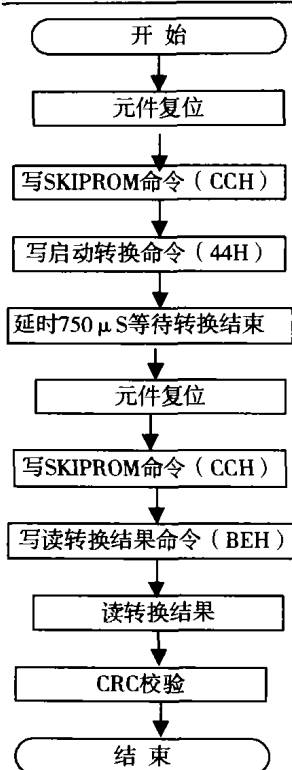 开 始
元件复位
写SKIPROM命令（CCH）
写启动转换命令（44H）
延时750μS等待转换结束
元件复位
写SKIPROM命令（CCH）
写读转换结果命令（BEH）
读转换结果
CRC校验
结 束